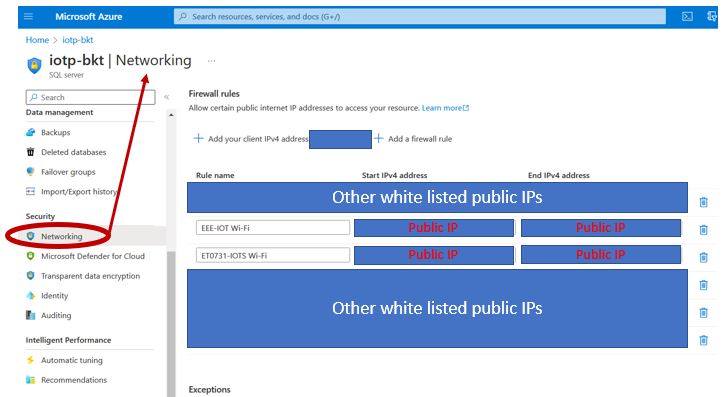 Microsoft Azure
Search resources, services, and docs (G+/)
Home > iotp-bkt
iotp-bkt | Networking ...
SQL server
Search
«
Data management
Backups
Deleted databases
Failover groups
Import/Export history
Security
Networking
Microsoft Defender for Cloud
Transparent data encryption
Identity
Auditing
Intelligent Performance
Automatic tuning
Recommendations
Firewall rules
Allow certain public internet IP addresses to access your resource. Learn more
+ Add your client IPv4 address + Add a firewall rule
Rule name Start IPv4 address End IPv4 address
Other white listed public IPs
EEE-IOT Wi-Fi Public IP Public IP
ET0731-IOTS Wi-Fi Public IP Public IP
Other white listed public IPs
Exceptions